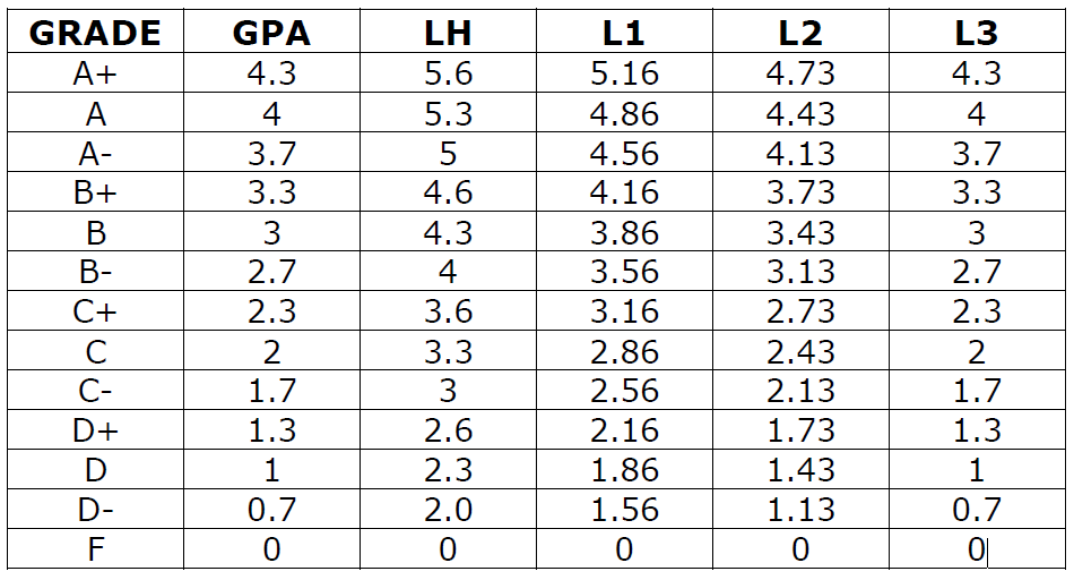 GRADE GPA LH L1 L2 L3
A+ 4.3 5.6 5.16 4.73 4.3
A 4 5.3 4.86 4.43 4
A- 3.7 5 4.56 4.13 3.7
B+ 3.3 4.6 4.16 3.73 3.3
B 3 4.3 3.86 3.43 3
B- 2.7 4 3.56 3.13 2.7
C+ 2.3 3.6 3.16 2.73 2.3
C 2 3.3 2.86 2.43 2
C- 1.7 3 2.56 2.13 1.7
D+ 1.3 2.6 2.16 1.73 1.3
D 1 2.3 1.86 1.43 1
D- 0.7 2.0 1.56 1.13 0.7
F 0 0 0 0 0